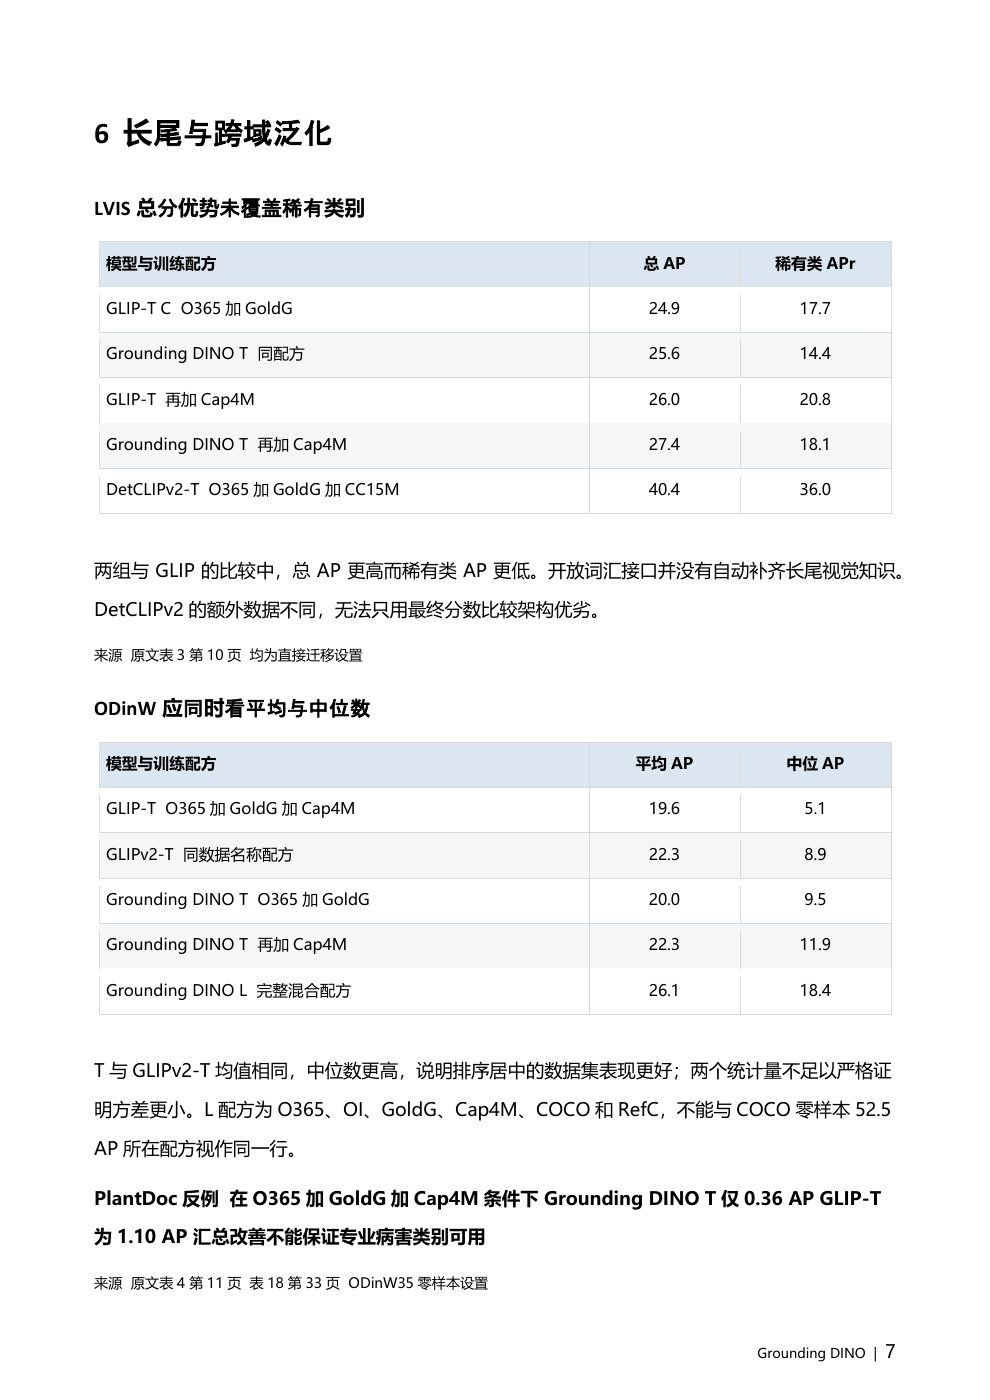 6 长尾与跨域泛化
LVIS 总分优势未覆盖稀有类别
模型与训练配方 总 AP 稀有类 APr
GLIP-T C O365 加 GoldG 24.9 17.7
Grounding DINO T 同配方 25.6 14.4
GLIP-T 再加 Cap4M 26.0 20.8
Grounding DINO T 再加 Cap4M 27.4 18.1
DetCLIPv2-T O365 加 GoldG 加 CC15M 40.4 36.0
两组与 GLIP 的比较中，总 AP 更高而稀有类 AP 更低。开放词汇接口并没有自动补齐长尾视觉知识。
DetCLIPv2 的额外数据不同，无法只用最终分数比较架构优劣。
来源 原文表 3 第 10 页 均为直接迁移设置
ODinW 应同时看平均与中位数
模型与训练配方 平均 AP 中位 AP
GLIP-T O365 加 GoldG 加 Cap4M 19.6 5.1
GLIPv2-T 同数据名称配方 22.3 8.9
Grounding DINO T O365 加 GoldG 20.0 9.5
Grounding DINO T 再加 Cap4M 22.3 11.9
Grounding DINO L 完整混合配方 26.1 18.4
T 与 GLIPv2-T 均值相同，中位数更高，说明排序居中的数据集表现更好；两个统计量不足以严格证
明方差更小。L 配方为 O365、OI、GoldG、Cap4M、COCO 和 RefC，不能与 COCO 零样本 52.5
AP 所在配方视作同一行。
PlantDoc 反例 在 O365 加 GoldG 加 Cap4M 条件下 Grounding DINO T 仅 0.36 AP GLIP-T
为 1.10 AP 汇总改善不能保证专业病害类别可用
来源 原文表 4 第 11 页 表 18 第 33 页 ODinW35 零样本设置
Grounding DINO | 7